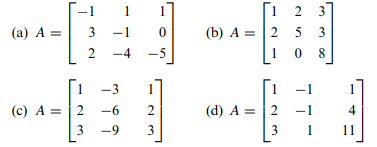 (a) A = [-1 1 1; 3 -1 0; 2 -4 -5] (b) A = [1 2 3; 2 5 3; 1 0 8]
(c) A = [1 -3 1; 2 -6 2; 3 -9 3] (d) A = [1 -1 1; 2 -1 4; 3 1 11]